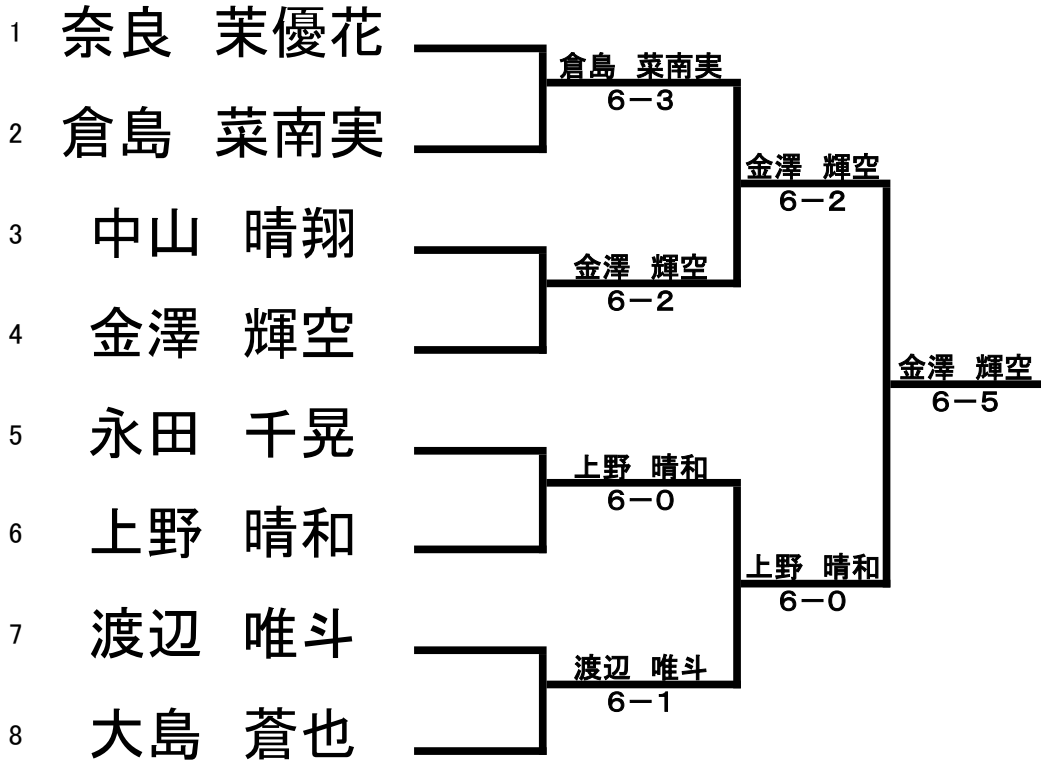 1 奈良 茉優花
2 倉島 菜南実
3 中山 晴翔
4 金澤 輝空
5 永田 千晃
6 上野 晴和
7 渡辺 唯斗
8 大島 蒼也
倉島 菜南実
6-3
金澤 輝空
6-2
上野 晴和
6-0
渡辺 唯斗
6-1
金澤 輝空
6-2
上野 晴和
6-0
金澤 輝空
6-5